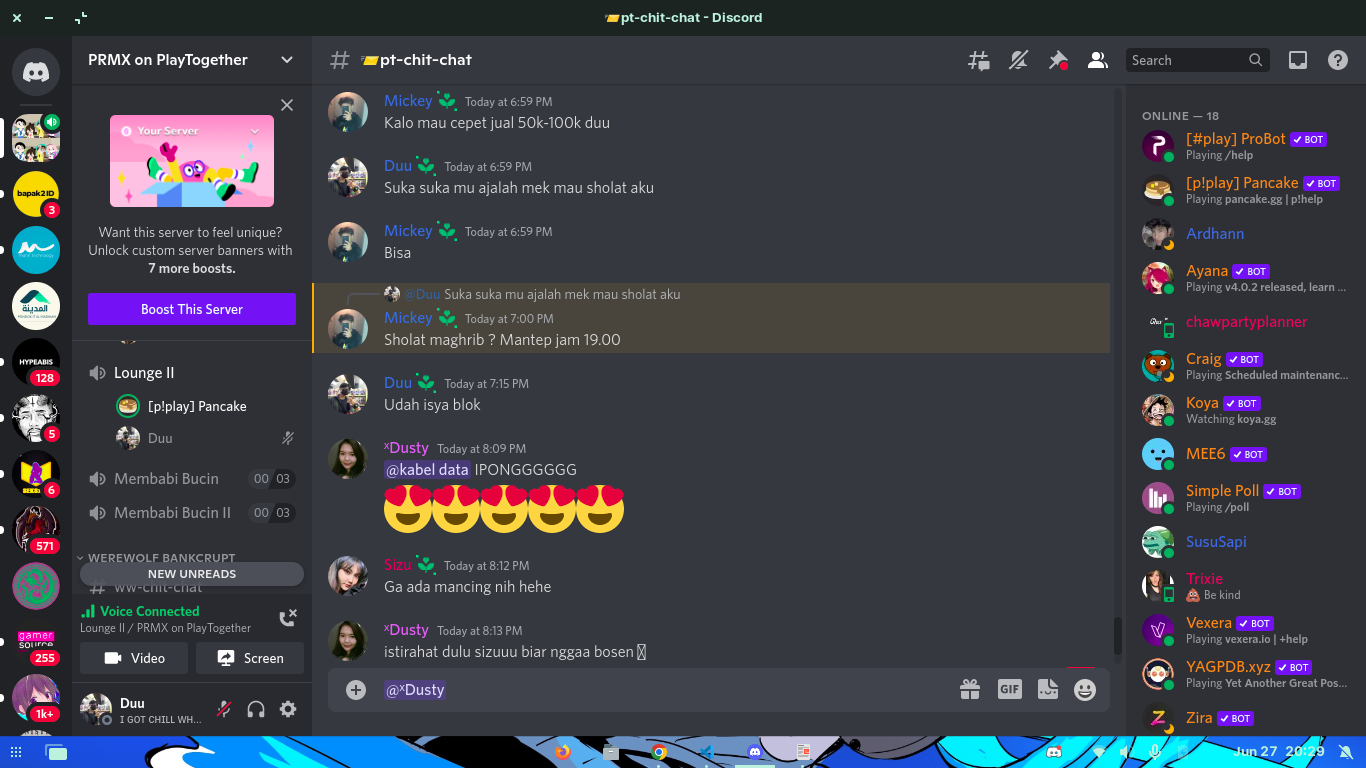 pt-chit-chat - Discord
PRMX on PlayTogether
pt-chit-chat
Search
Your Server
Want this server to feel unique?
Unlock custom server banners with
7 more boosts.
Boost This Server
Lounge II
[p!play] Pancake
Duu
Membabi Bucin 00 03
Membabi Bucin II 00 03
WEREWOLF BANKCRUPT
NEW UNREADS
ww-chit-chat
Voice Connected
Lounge II / PRMX on PlayTogether
Video
Screen
Duu
I GOT CHILL WH...
bapak2ID
3
HYPEABIS
128
5
6
571
gamer
source
255
1k+
Mickey Today at 6:59 PM
Kalo mau cepet jual 50k-100k duu
Duu Today at 6:59 PM
Suka suka mu ajalah mek mau sholat aku
Mickey Today at 6:59 PM
Bisa
@Duu Suka suka mu ajalah mek mau sholat aku
Mickey Today at 7:00 PM
Sholat maghrib ? Mantep jam 19.00
Duu Today at 7:15 PM
Udah isya blok
ˣDusty Today at 8:09 PM
@kabel data IPONGGGGGG
Sizu Today at 8:12 PM
Ga ada mancing nih hehe
ˣDusty Today at 8:13 PM
istirahat dulu sizuuu biar nggaa bosen
@ˣDusty
GIF
ONLINE — 18
[#play] ProBot BOT
Playing /help
[p!play] Pancake BOT
Playing pancake.gg | p!help
Ardhann
Ayana BOT
Playing v4.0.2 released, learn ...
chawpartyplanner
Craig BOT
Playing Scheduled maintenanc...
Koya BOT
Watching koya.gg
MEE6 BOT
Simple Poll BOT
Playing /poll
SusuSapi
Trixie
Be kind
Vexera BOT
Playing vexera.io | +help
YAGPDB.xyz BOT
Playing Yet Another Great Pos...
Zira BOT
Jun 27 20:29